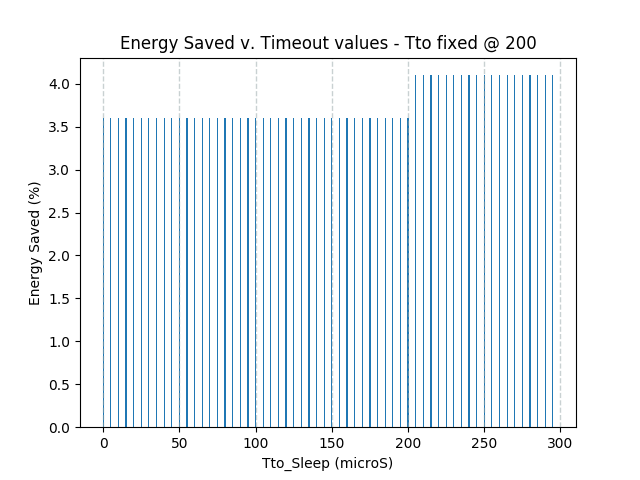 Energy Saved v. Timeout values - Tto fixed @ 200
4.0
3.5
3.0
2.5
2.0
1.5
1.0
0.5
0.0
Energy Saved (%)
0 50 100 150 200 250 300
Tto_Sleep (microS)